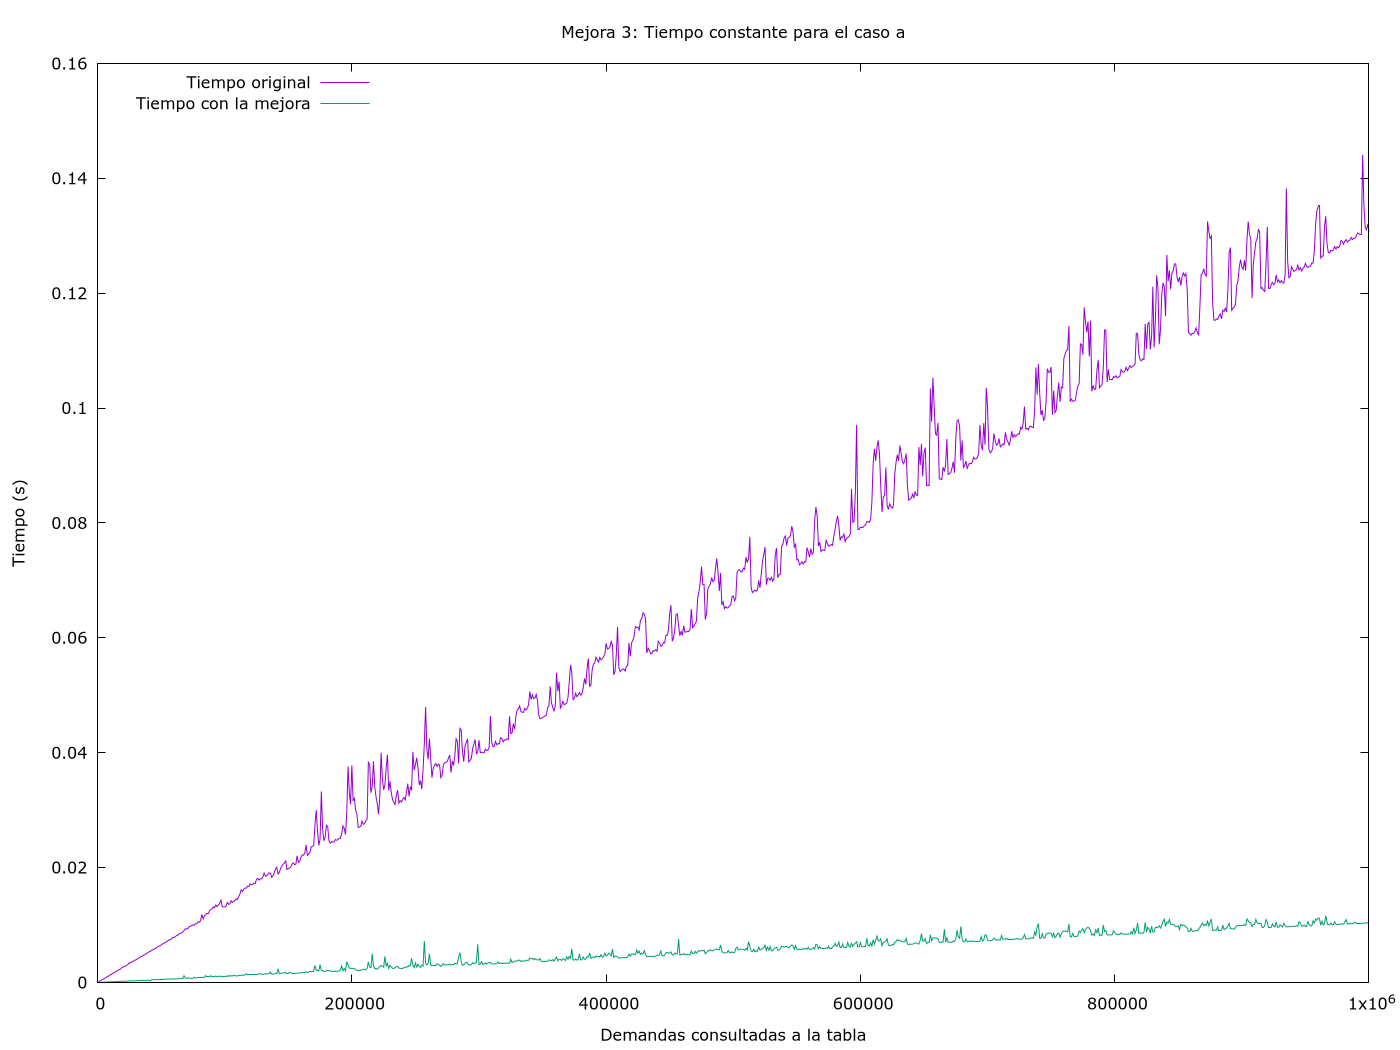 Mejora 3: Tiempo constante para el caso a
Tiempo original
Tiempo con la mejora
0.16
0.14
0.12
0.1
0.08
0.06
0.04
0.02
0
Tiempo (s)
0 200000 400000 600000 800000 1x10⁶
Demandas consultadas a la tabla